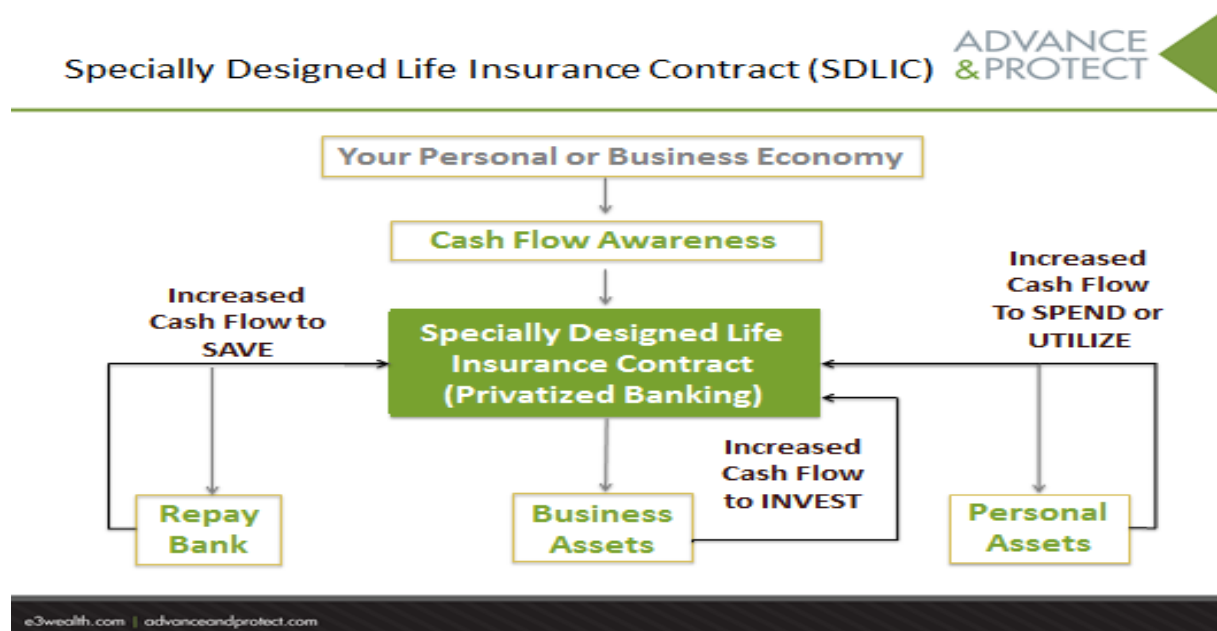 Specially Designed Life Insurance Contract (SDLIC)
ADVANCE
&PROTECT
Your Personal or Business Economy
Cash Flow Awareness
Increased
Cash Flow to
SAVE
Specially Designed Life
Insurance Contract
(Privatized Banking)
Increased
Cash Flow
To SPEND or
UTILIZE
Increased
Cash Flow
to INVEST
Repay
Bank
Business
Assets
Personal
Assets
e3wealth.com | advanceandprotect.com